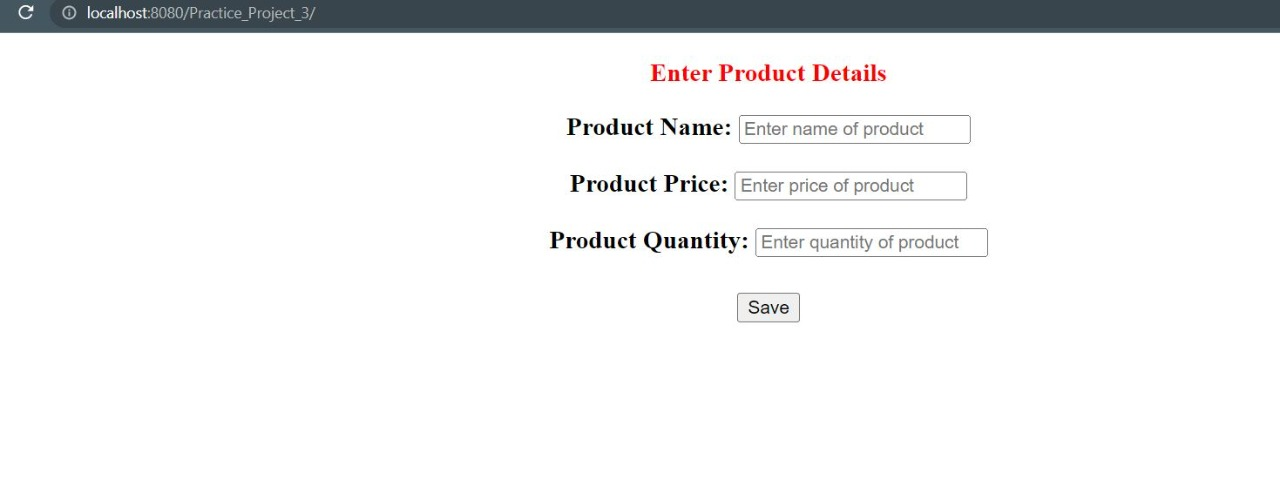 localhost:8080/Practice_Project_3/
Enter Product Details
Product Name: Enter name of product
Product Price: Enter price of product
Product Quantity: Enter quantity of product
Save